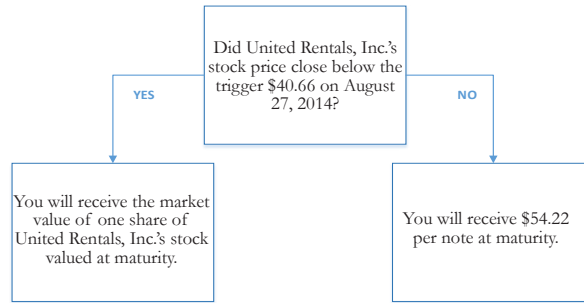 Did United Rentals, Inc.'s
stock price close below the
trigger $40.66 on August
27, 2014?
YES
NO
You will receive the market
value of one share of
United Rentals, Inc.'s stock
valued at maturity.
You will receive $54.22
per note at maturity.